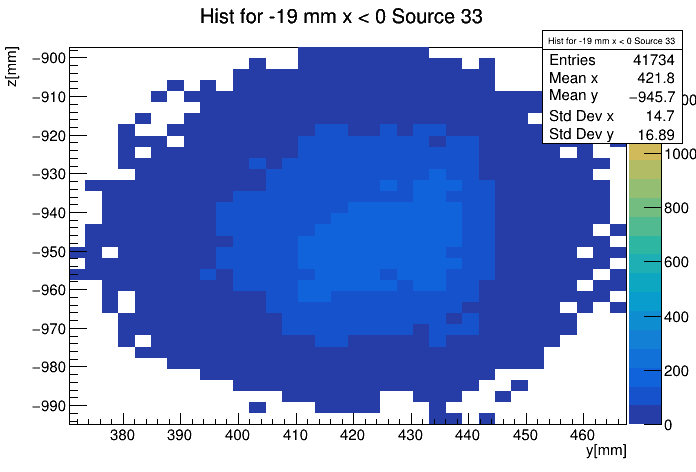 Hist for -19 mm x < 0 Source 33
z[mm]
Hist for -19 mm x < 0 Source 33
Entries 41734
Mean x 421.8
Mean y −945.7
Std Dev x 14.7
Std Dev y 16.89
−900
−910
−920
−930
−940
−950
−960
−970
−980
−990
1000
800
600
400
200
0
380 390 400 410 420 430 440 450 460
y[mm]